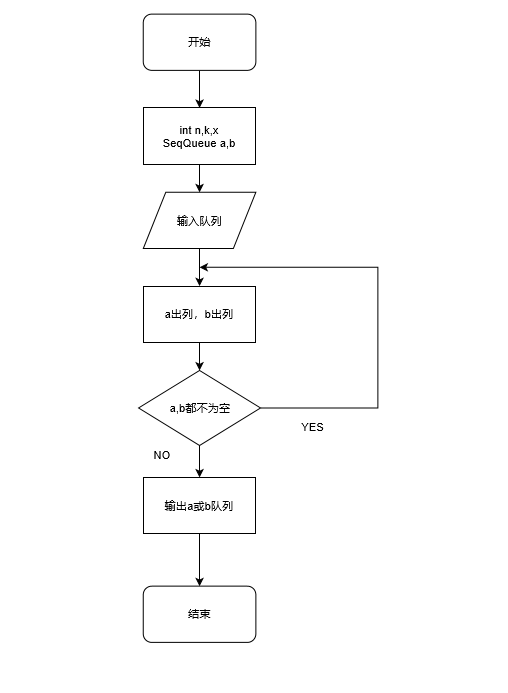 开始
int n,k,x
SeqQueue a,b
输入队列
a出列，b出列
a,b都不为空
YES
NO
输出a或b队列
结束